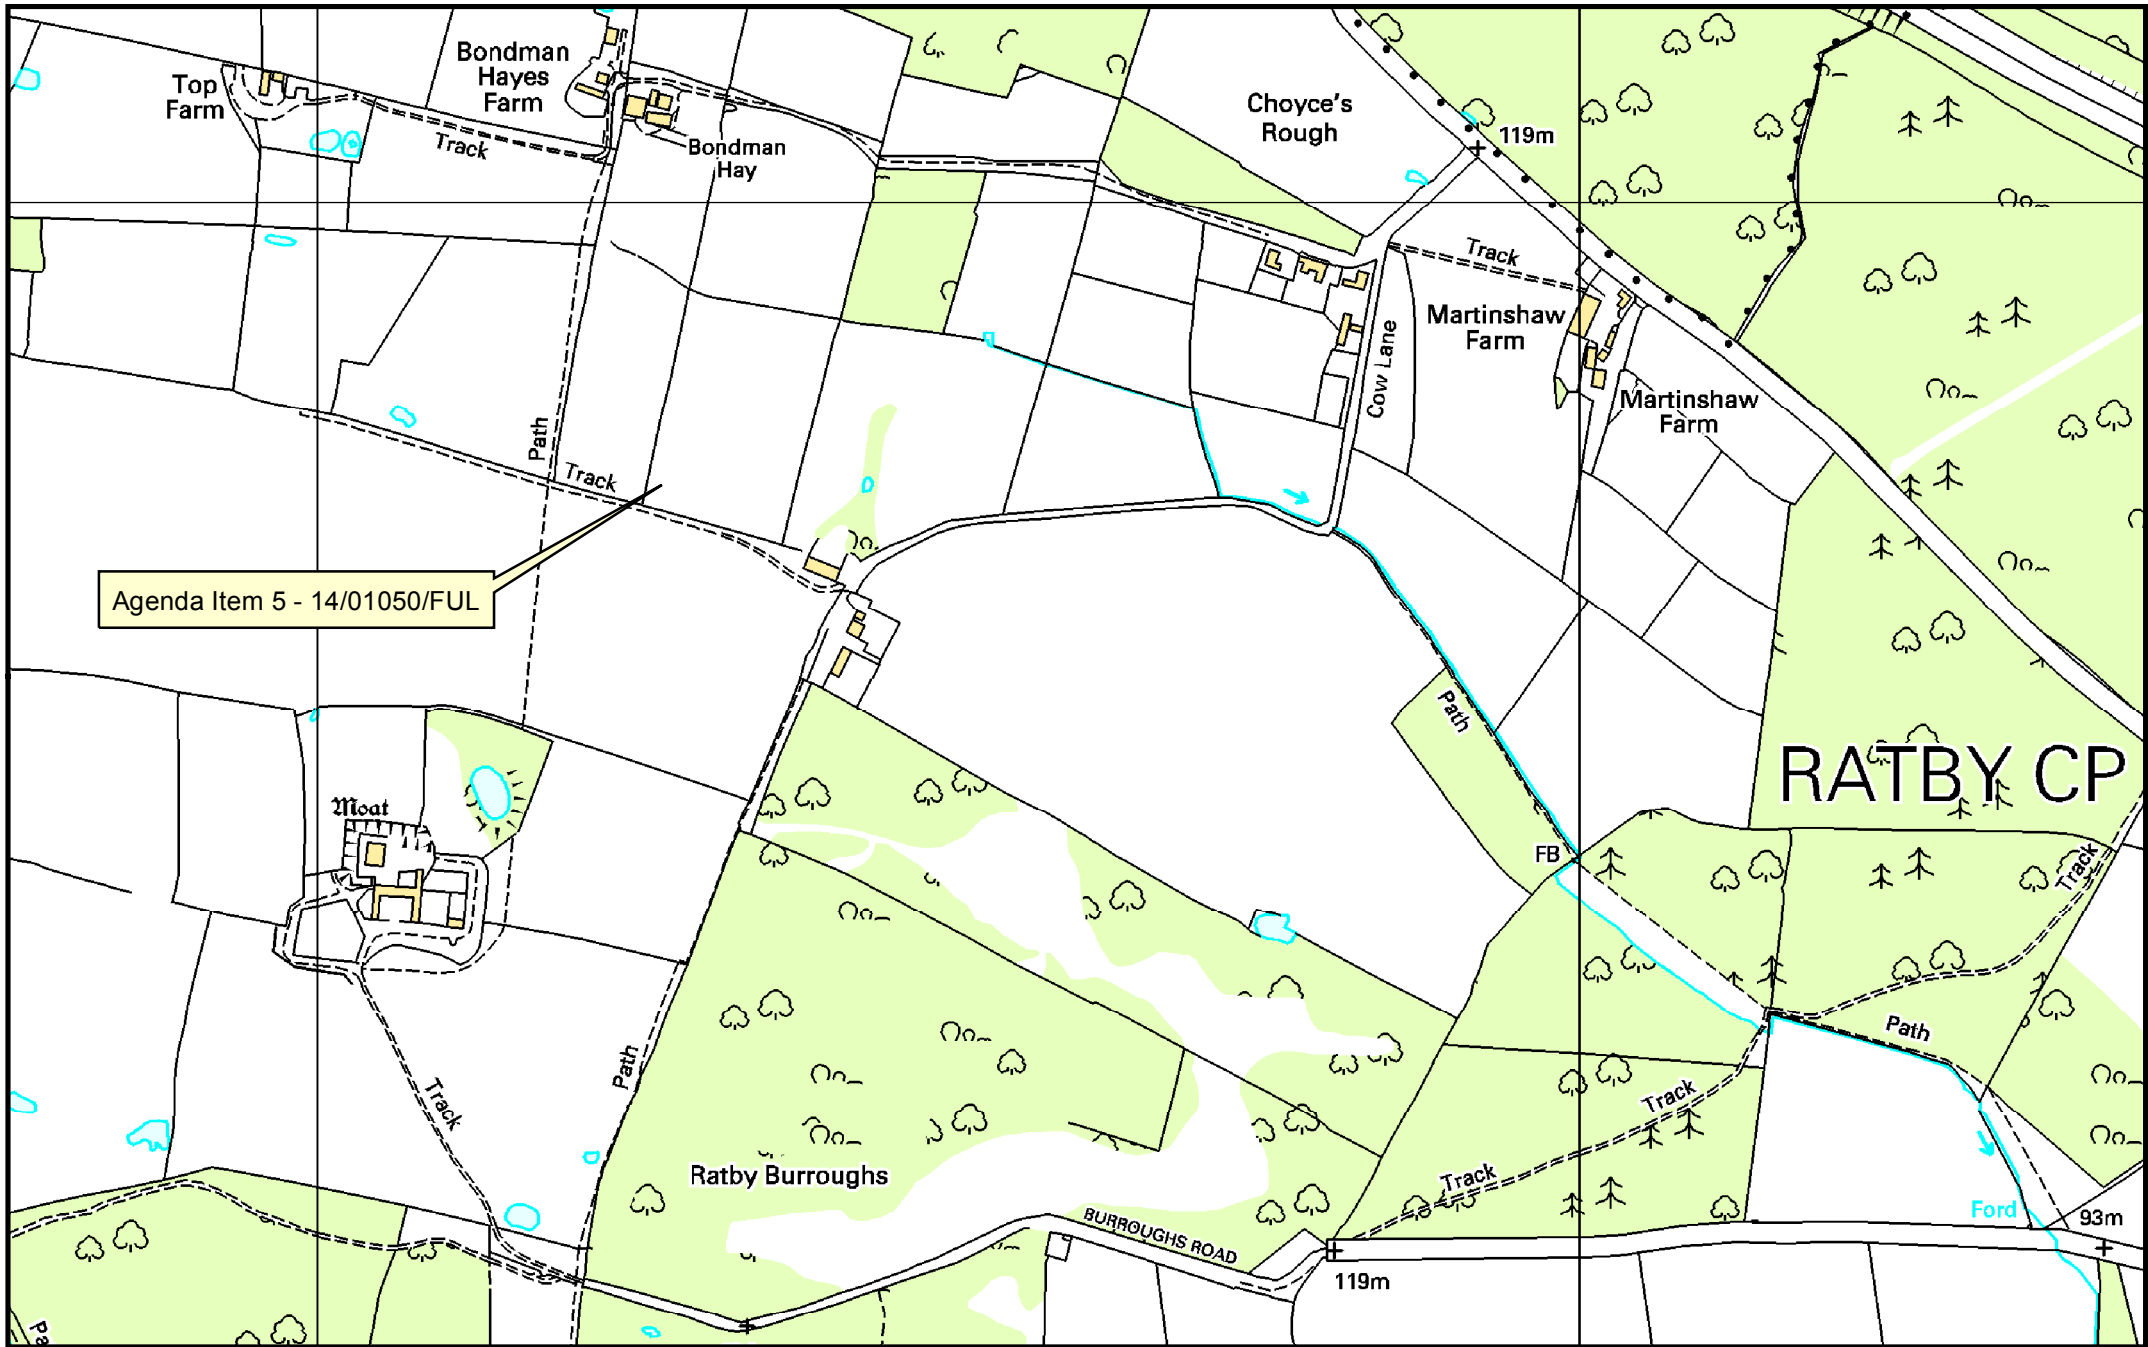 Bondman
Hayes
Farm
Top
Farm
Track
Bondman
Hay
Choyce's
Rough
119m
Track
Martinshaw
Farm
Cow Lane
Martinshaw
Farm
Path
Track
Agenda Item 5 - 14/01050/FUL
Path
RATBY CP
Moat
FB
Track
Path
Path
Track
Track
Track
Ratby Burroughs
BURROUGHS ROAD
Ford
93m
119m
Pa